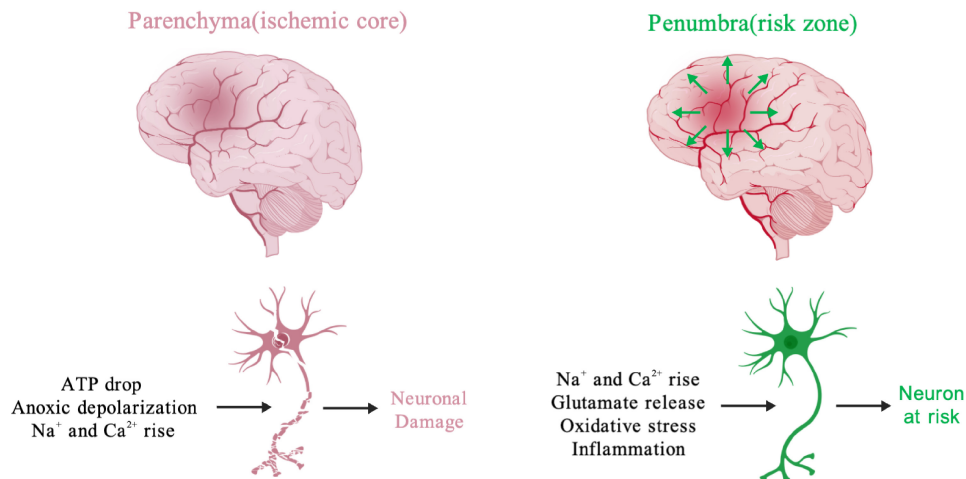 Parenchyma(ischemic core)
Penumbra(risk zone)
ATP drop
Anoxic depolarization
Na⁺ and Ca²⁺ rise
Neuronal
Damage
Na⁺ and Ca²⁺ rise
Glutamate release
Oxidative stress
Inflammation
Neuron
at risk